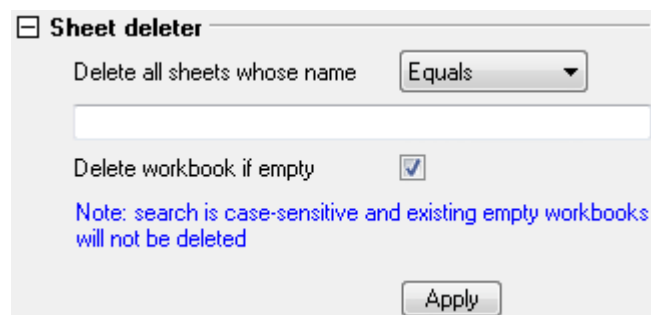 Sheet deleter
Delete all sheets whose name Equals
Delete workbook if empty
Note: search is case-sensitive and existing empty workbooks
will not be deleted
Apply